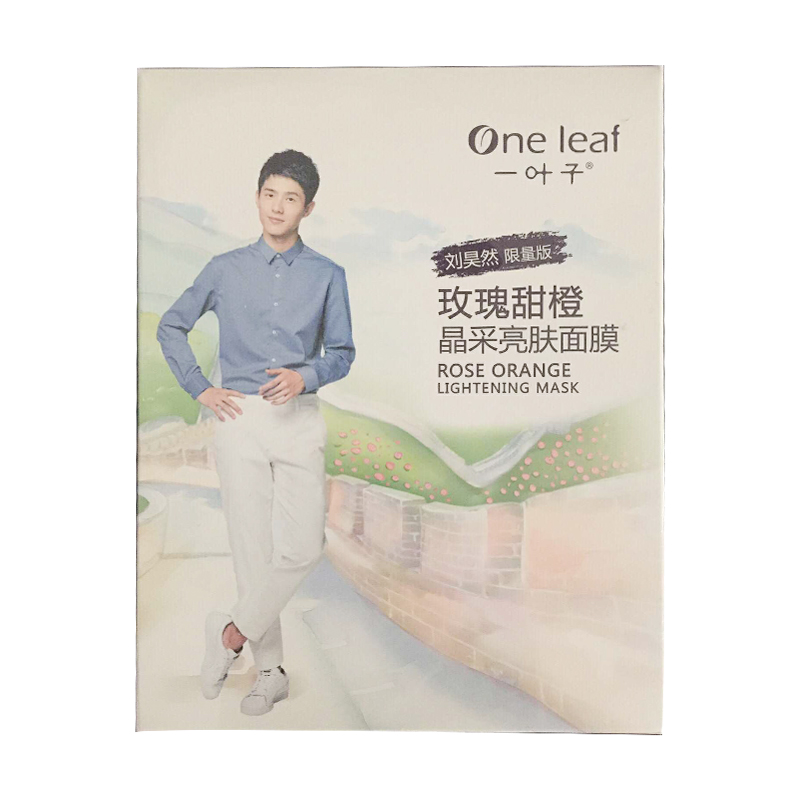 One leaf
一叶子®
刘昊然 限量版
玫瑰甜橙
晶采亮肤面膜
ROSE ORANGE
LIGHTENING MASK